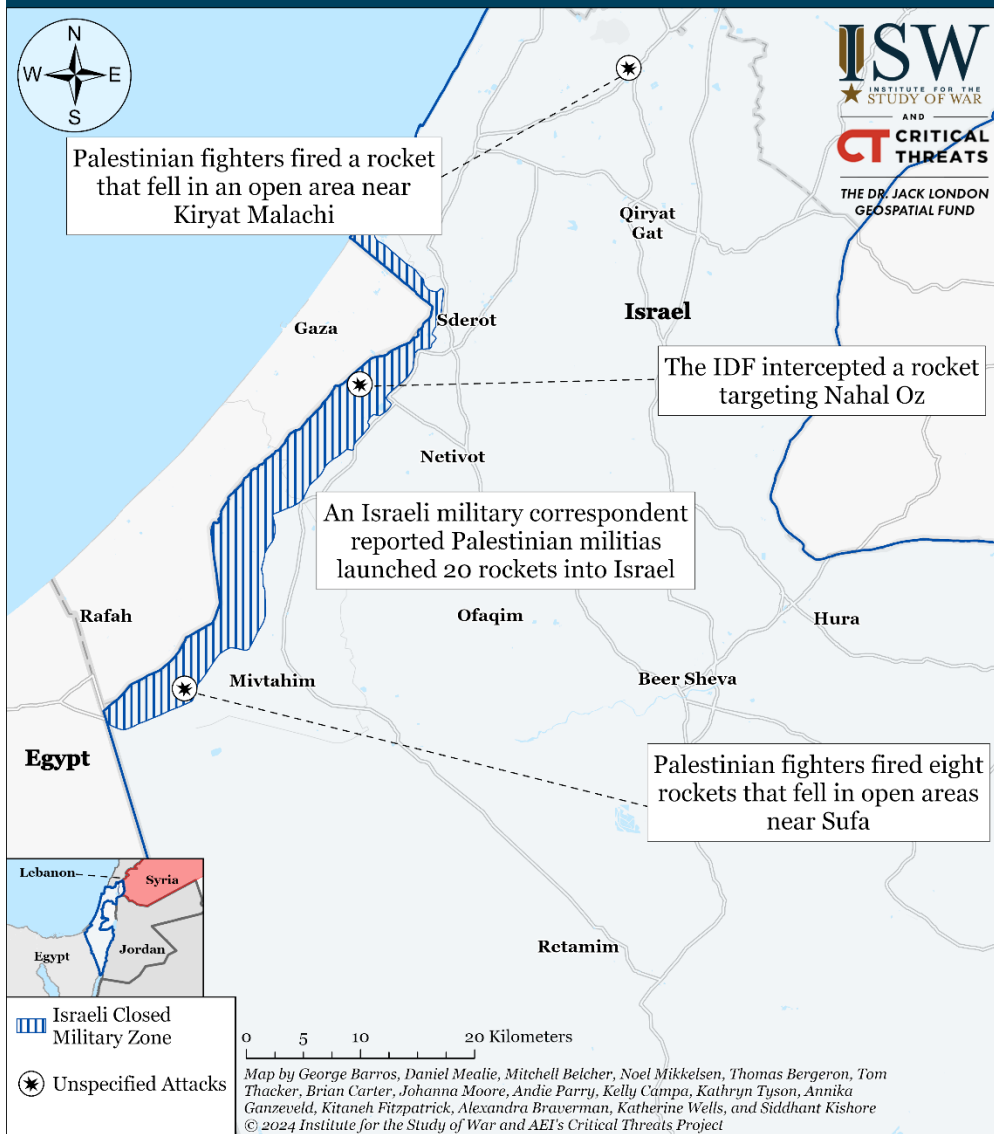 N
W
E
S
ISW
INSTITUTE FOR THE
STUDY OF WAR
AND
CT CRITICAL
THREATS
THE DR. JACK LONDON
GEOSPATIAL FUND
Palestinian fighters fired a rocket
that fell in an open area near
Kiryat Malachi
Qiryat
Gat
Israel
Gaza
Sderot
The IDF intercepted a rocket
targeting Nahal Oz
Netivot
An Israeli military correspondent
reported Palestinian militias
launched 20 rockets into Israel
Rafah
Ofaqim
Hura
Mivtahim
Beer Sheva
Egypt
Palestinian fighters fired eight
rockets that fell in open areas
near Sufa
Lebanon
Syria
Egypt
Jordan
Retamim
Israeli Closed
Military Zone
Unspecified Attacks
0 5 10 20 Kilometers
Map by George Barros, Daniel Mealie, Mitchell Belcher, Noel Mikkelsen, Thomas Bergeron, Tom
Thacker, Brian Carter, Johanna Moore, Andie Parry, Kelly Campa, Kathryn Tyson, Annika
Ganzeveld, Kitaneh Fitzpatrick, Alexandra Braverman, Katherine Wells, and Siddhant Kishore
© 2024 Institute for the Study of War and AEI's Critical Threats Project